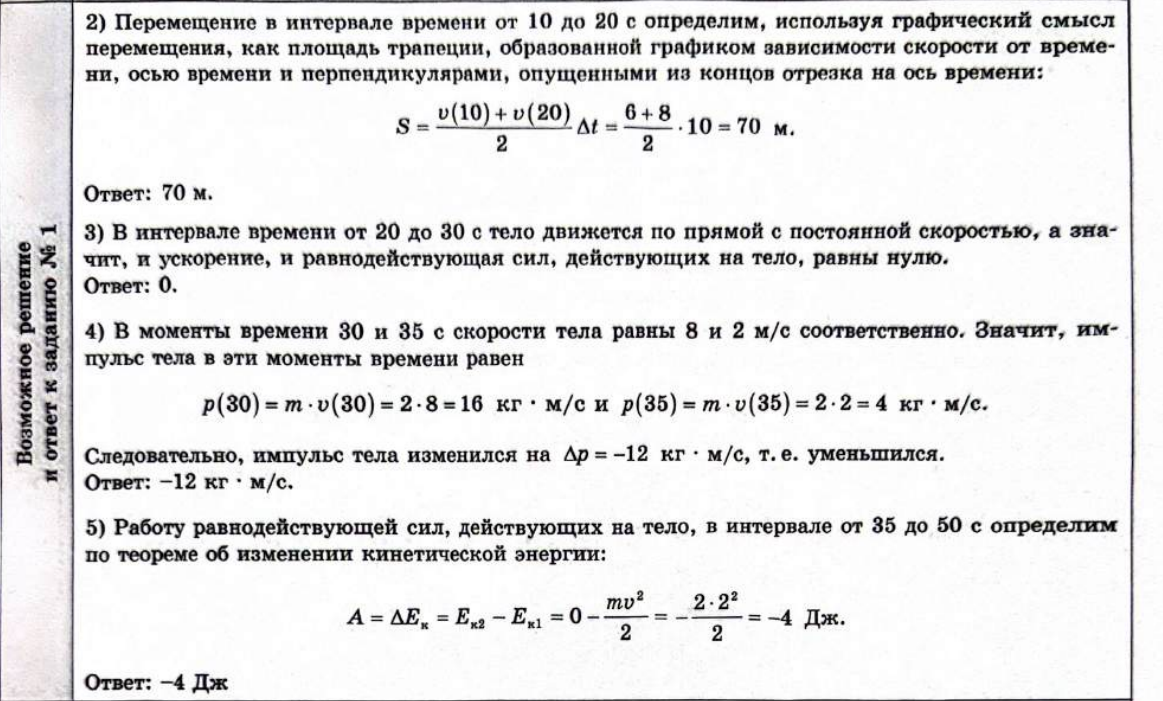 Возможное решение
и ответ к заданию № 1
2) Перемещение в интервале времени от 10 до 20 с определим, используя графический смысл
перемещения, как площадь трапеции, образованной графиком зависимости скорости от време-
ни, осью времени и перпендикулярами, опущенными из концов отрезка на ось времени:
S = (υ(10) + υ(20))/2 Δt = (6 + 8)/2 · 10 = 70 м.
Ответ: 70 м.
3) В интервале времени от 20 до 30 с тело движется по прямой с постоянной скоростью, а зна-
чит, и ускорение, и равнодействующая сил, действующих на тело, равны нулю.
Ответ: 0.
4) В моменты времени 30 и 35 с скорости тела равны 8 и 2 м/с соответственно. Значит, им-
пульс тела в эти моменты времени равен
p(30) = m · υ(30) = 2 · 8 = 16 кг · м/с и p(35) = m · υ(35) = 2 · 2 = 4 кг · м/с.
Следовательно, импульс тела изменился на Δp = –12 кг · м/с, т. е. уменьшился.
Ответ: –12 кг · м/с.
5) Работу равнодействующей сил, действующих на тело, в интервале от 35 до 50 с определим
по теореме об изменении кинетической энергии:
A = ΔEк = Eк2 – Eк1 = 0 – mυ²/2 = – 2 · 2²/2 = –4 Дж.
Ответ: –4 Дж